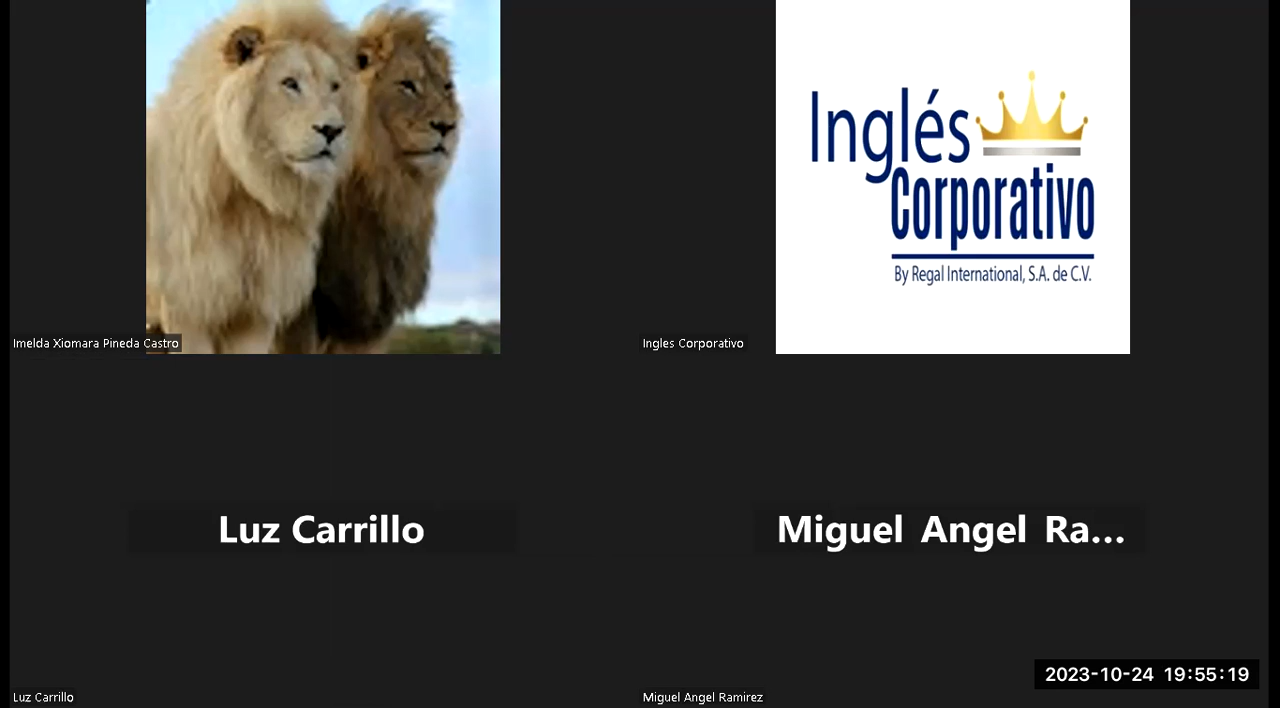 Inglés
Corporativo
By Regal International, S.A. de C.V.
Imelda Xiomara Pineda Castro
Ingles Corporativo
Luz Carrillo
Miguel Angel Ra...
2023-10-24 19:55:19
Luz Carrillo
Miguel Angel Ramirez